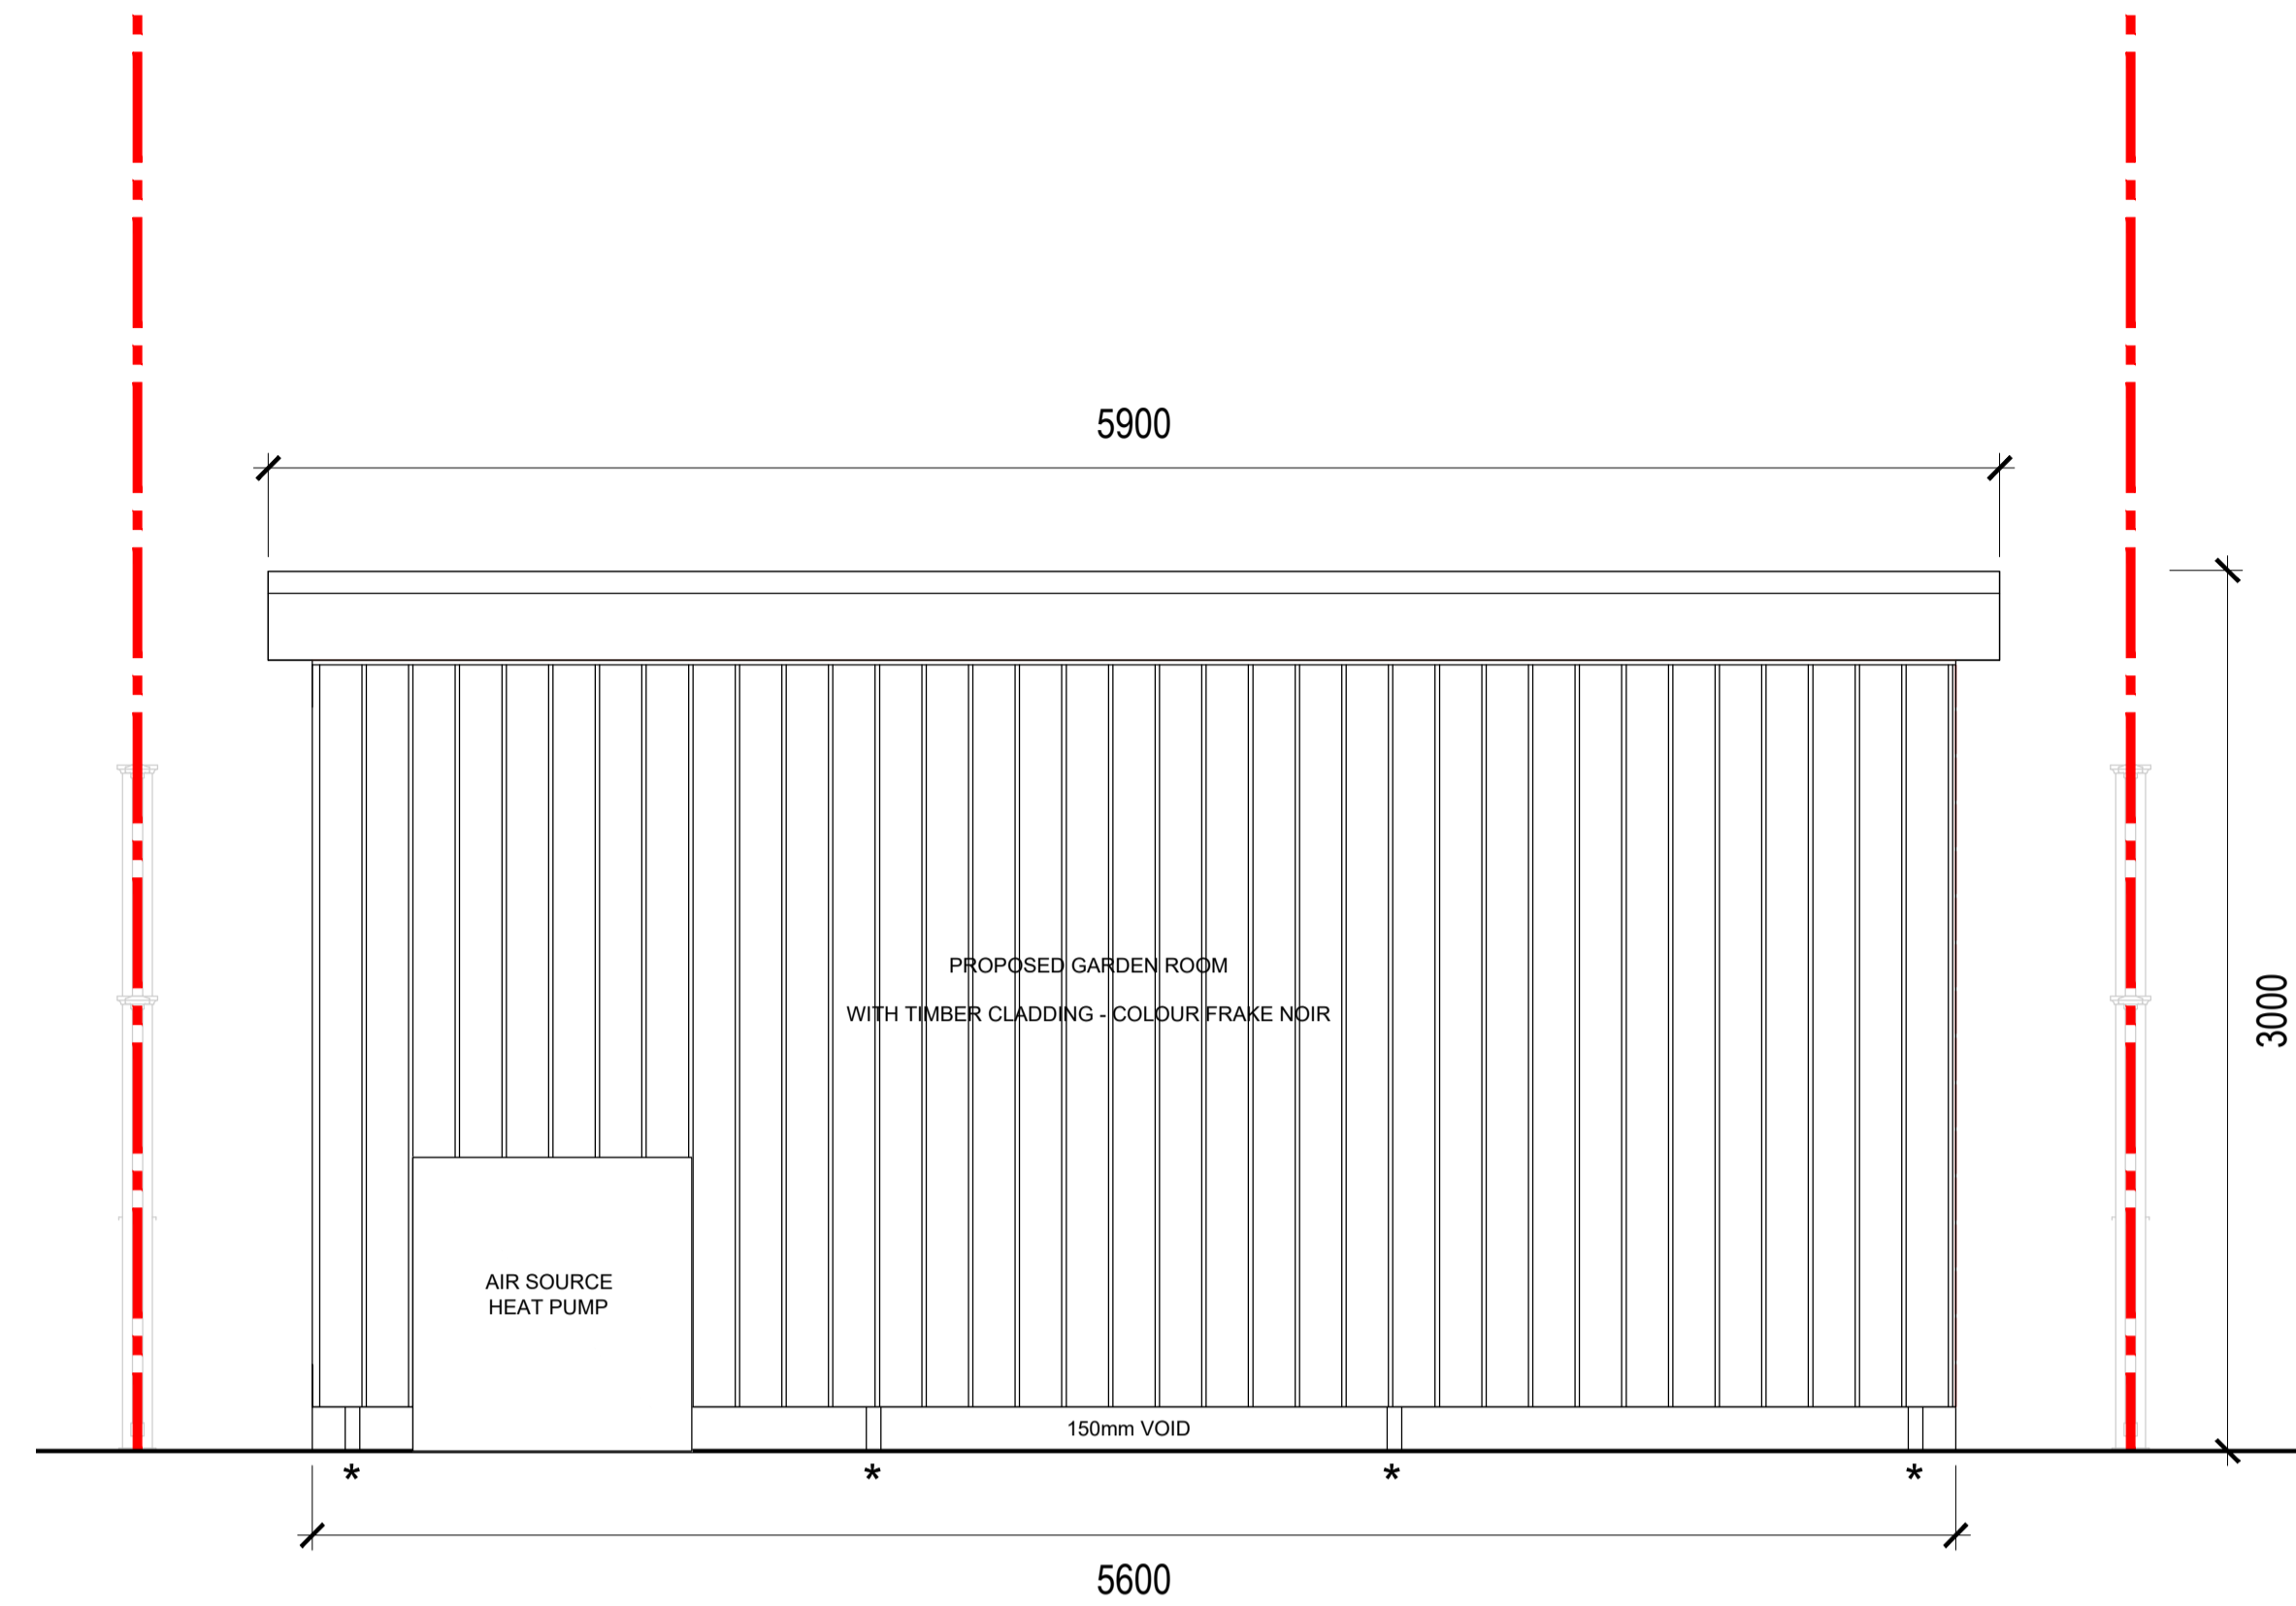 5900
3000
PROPOSED GARDEN ROOM
WITH TIMBER CLADDING - COLOUR FRAKE NOIR
AIR SOURCE
HEAT PUMP
150mm VOID
* * * *
5600